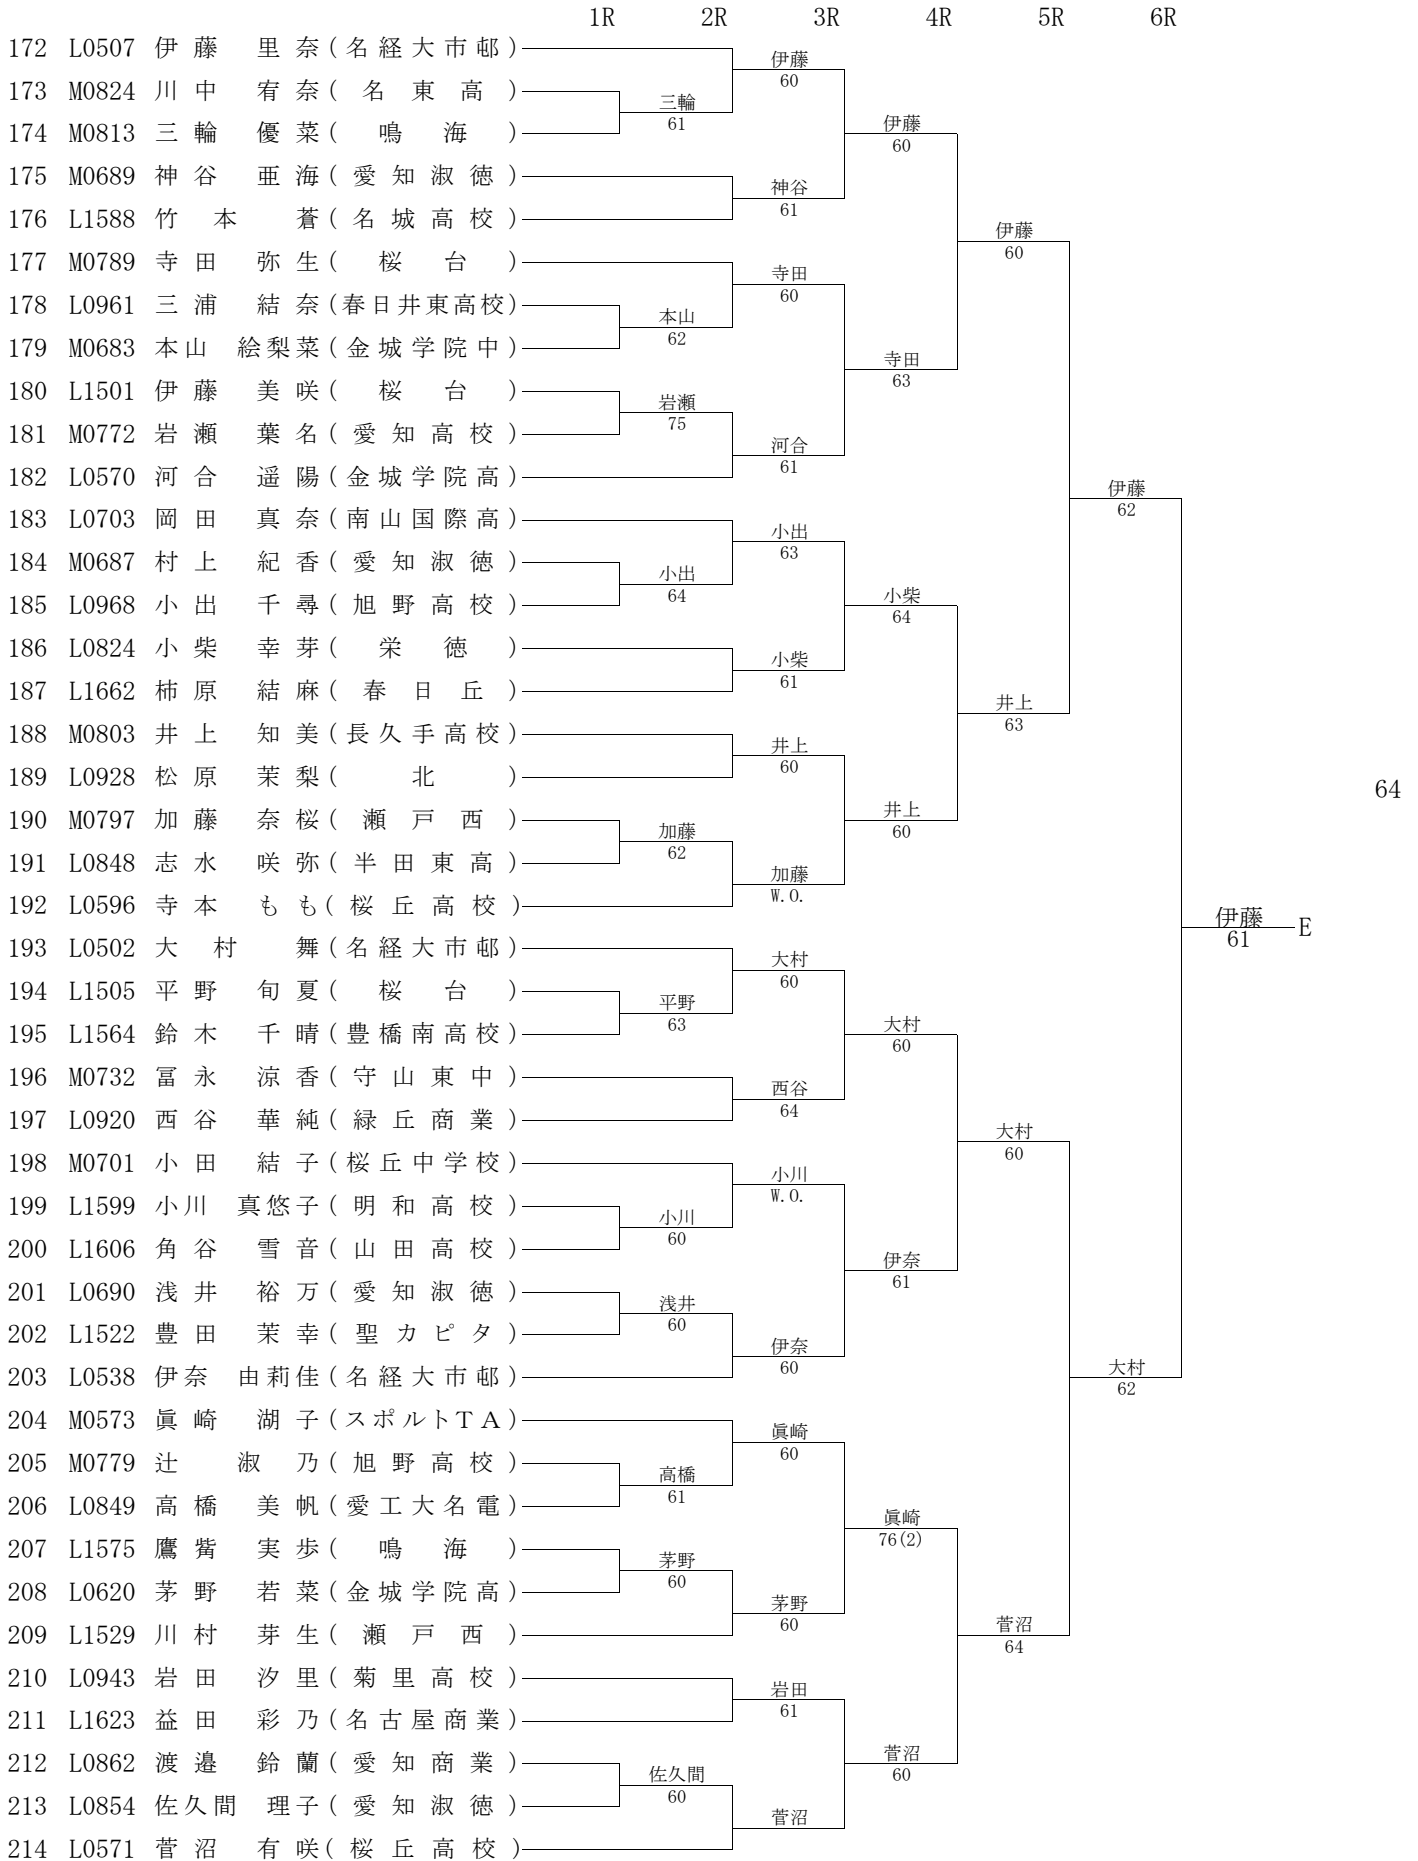 1R 2R 3R 4R 5R 6R
172 L0507 伊藤 里奈(名経大市邨)
伊藤
60
173 M0824 川中 宥奈(名東高)
三輪
61
174 M0813 三輪 優菜(鳴海)
伊藤
60
175 M0689 神谷 亜海(愛知淑徳)
神谷
61
176 L1588 竹本 蒼(名城高校)
伊藤
60
177 M0789 寺田 弥生(桜台)
寺田
60
178 L0961 三浦 結奈(春日井東高校)
本山
62
179 M0683 本山 絵梨菜(金城学院中)
寺田
63
180 L1501 伊藤 美咲(桜台)
岩瀬
75
181 M0772 岩瀬 葉名(愛知高校)
河合
61
182 L0570 河合 遥陽(金城学院高)
伊藤
62
183 L0703 岡田 真奈(南山国際高)
小出
63
184 M0687 村上 紀香(愛知淑徳)
小出
64
185 L0968 小出 千尋(旭野高校)
小柴
64
186 L0824 小柴 幸芽(栄徳)
小柴
61
187 L1662 柿原 結麻(春日丘)
井上
63
188 M0803 井上 知美(長久手高校)
井上
60
189 L0928 松原 茉梨(北)
64
190 M0797 加藤 奈桜(瀬戸西)
井上
60
加藤
62
191 L0848 志水 咲弥(半田東高)
加藤
W.O.
192 L0596 寺本 もも(桜丘高校)
伊藤
61
E
193 L0502 大村 舞(名経大市邨)
大村
60
194 L1505 平野 旬夏(桜台)
平野
63
195 L1564 鈴木 千晴(豊橋南高校)
大村
60
196 M0732 冨永 涼香(守山東中)
西谷
64
197 L0920 西谷 華純(緑丘商業)
大村
60
198 M0701 小田 結子(桜丘中学校)
小川
W.O.
199 L1599 小川 真悠子(明和高校)
小川
60
200 L1606 角谷 雪音(山田高校)
伊奈
61
201 L0690 浅井 裕万(愛知淑徳)
浅井
60
202 L1522 豊田 茉幸(聖カピタ)
伊奈
60
203 L0538 伊奈 由莉佳(名経大市邨)
大村
62
204 M0573 眞崎 湖子(スポルトTA)
眞崎
60
205 M0779 辻 淑乃(旭野高校)
高橋
61
206 L0849 高橋 美帆(愛工大名電)
眞崎
76(2)
207 L1575 鷹觜 実歩(鳴海)
茅野
60
208 L0620 茅野 若菜(金城学院高)
茅野
60
209 L1529 川村 芽生(瀬戸西)
菅沼
64
210 L0943 岩田 汐里(菊里高校)
岩田
61
211 L1623 益田 彩乃(名古屋商業)
菅沼
60
212 L0862 渡邉 鈴蘭(愛知商業)
佐久間
60
213 L0854 佐久間 理子(愛知淑徳)
菅沼
214 L0571 菅沼 有咲(桜丘高校)